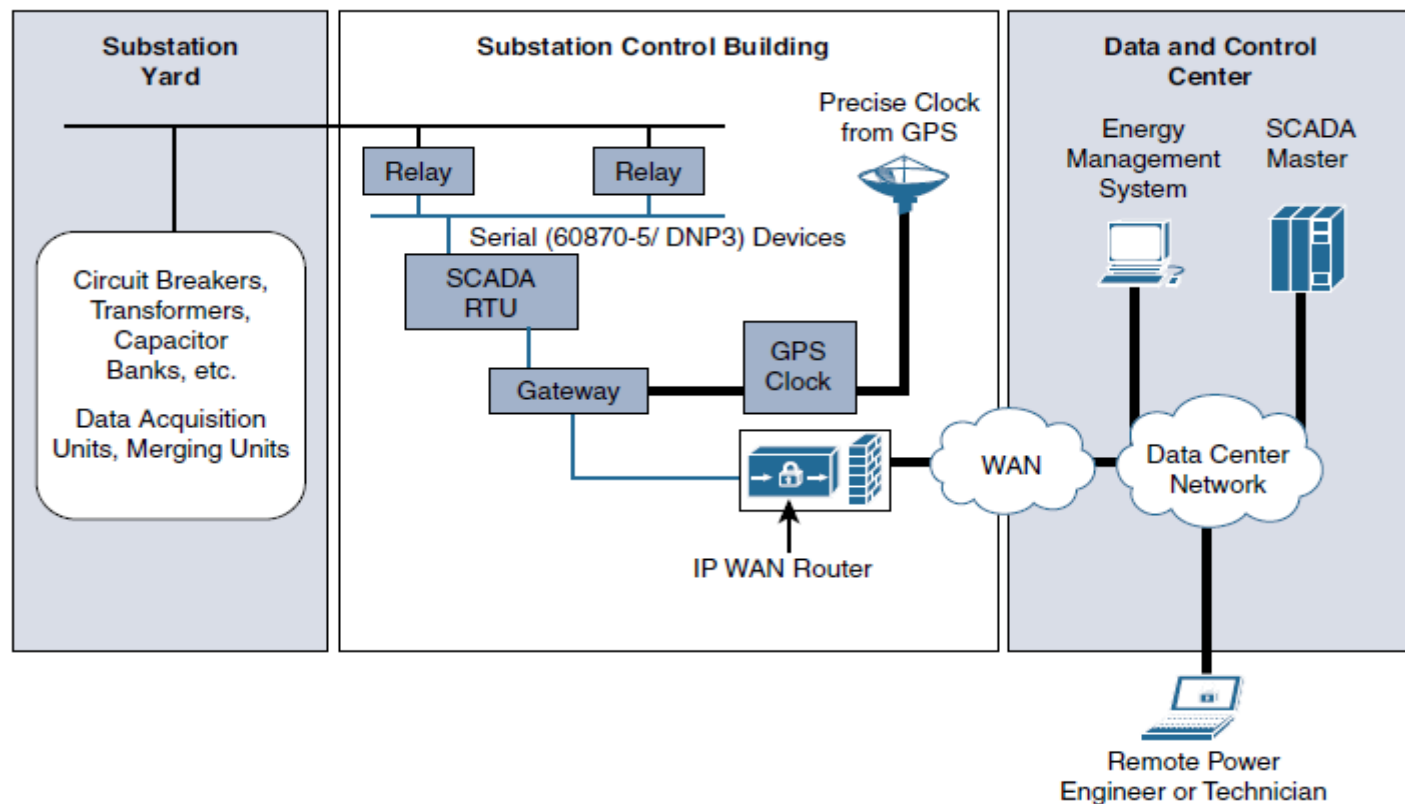 Substation
Yard
Circuit Breakers,
Transformers,
Capacitor
Banks, etc.
Data Acquisition
Units, Merging Units
Substation Control Building
Precise Clock
from GPS
Relay
Relay
Serial (60870-5/ DNP3) Devices
SCADA
RTU
GPS
Clock
Gateway
IP WAN Router
WAN
Data and Control
Center
Energy
Management
System
SCADA
Master
Data Center
Network
Remote Power
Engineer or Technician